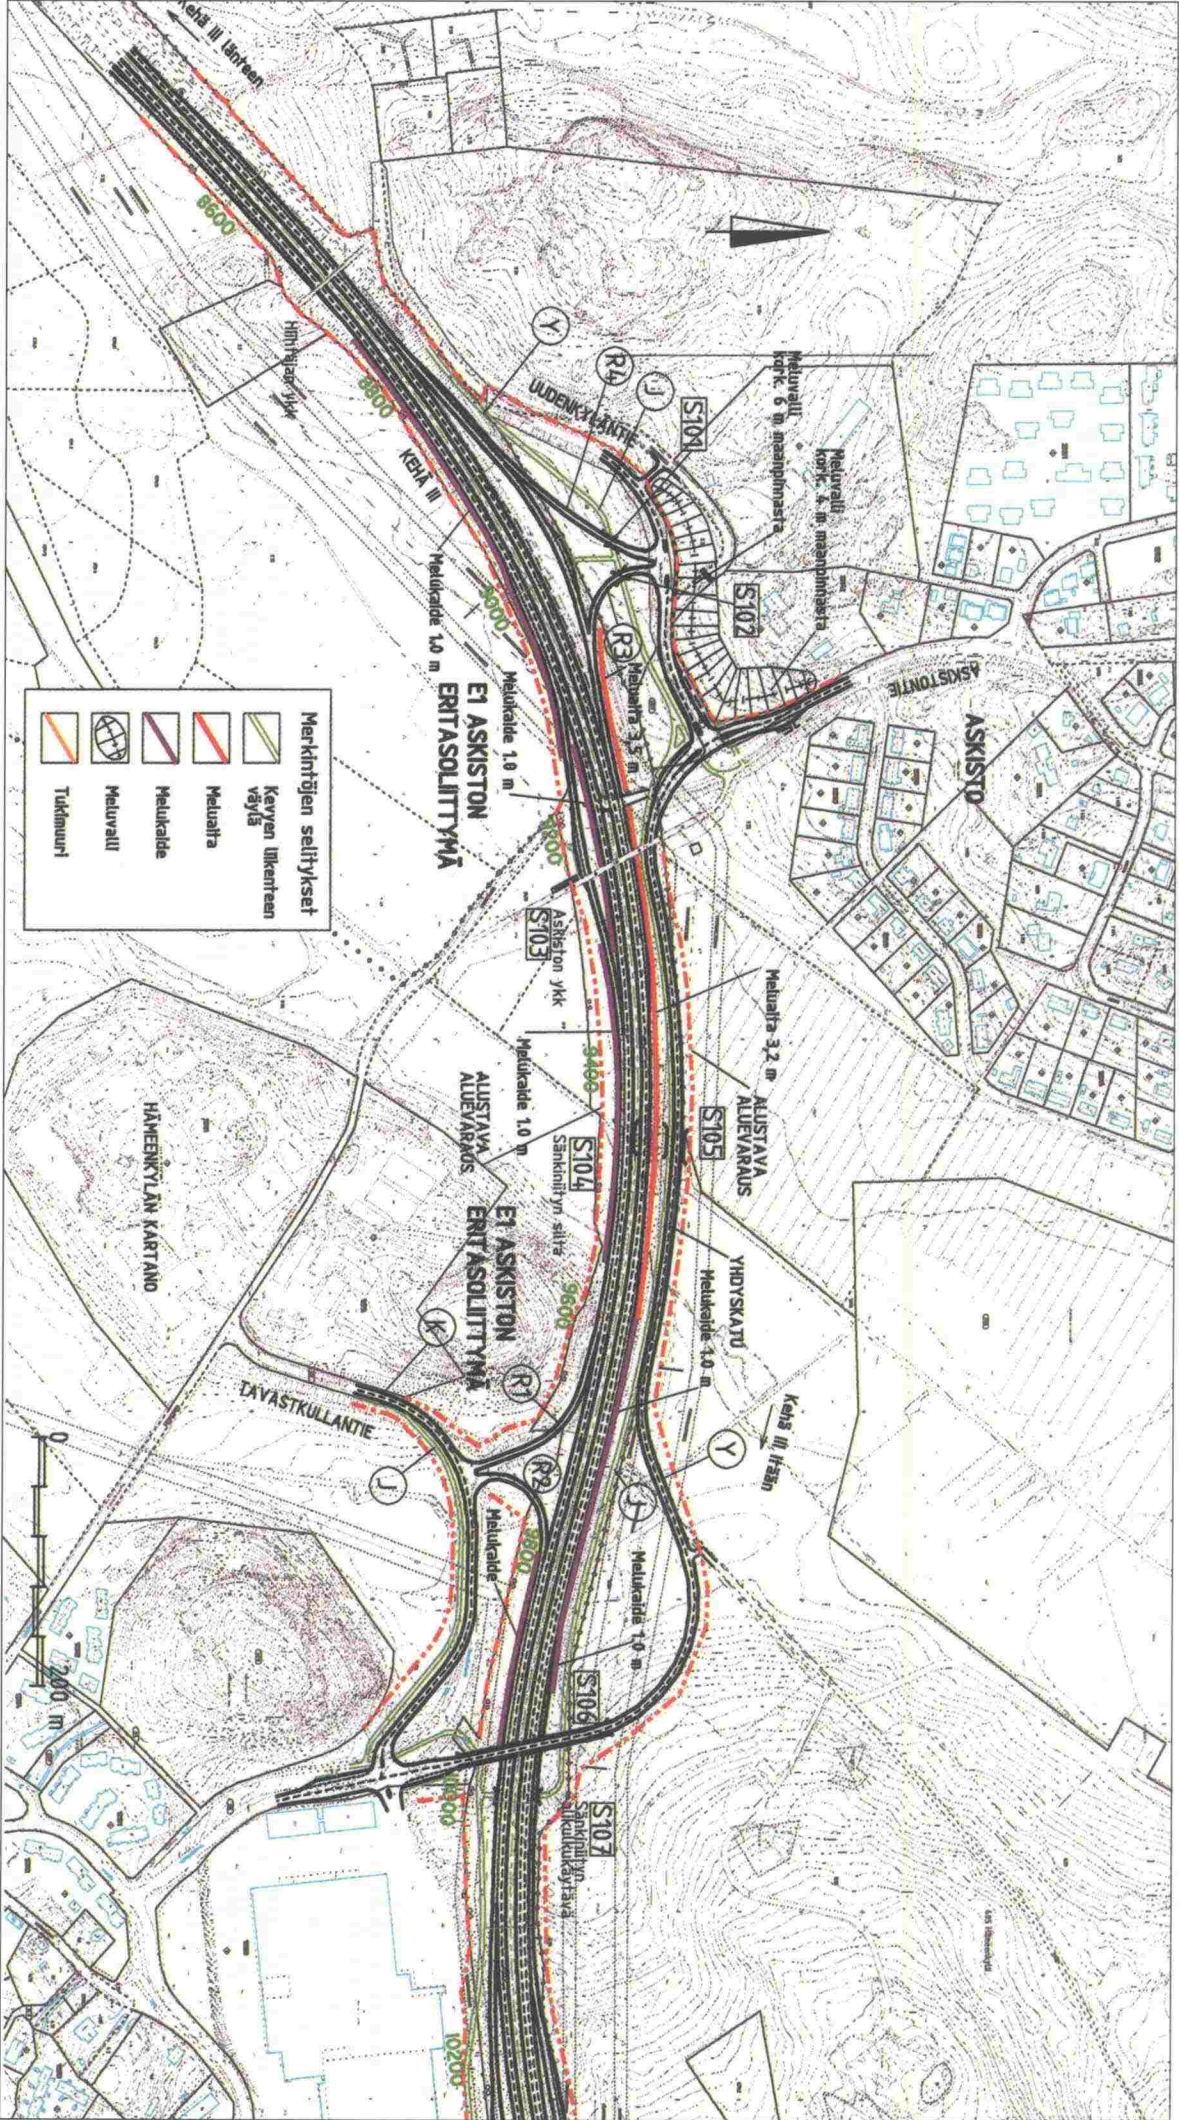 Kehä III länteen
8600
Hiihtäjän ykk
8800
KEHÄ III
Y
R4
J
UUDENKYLÄNTIE
S101
Meluvalli
kork. 6 m maanpinnasta
Meluvalli
kork. 4 m maanpinnasta
S102
R3
Meluaita 3.5 m
ASKISTONTIE
ASKISTO
Melukaide 1.0 m
9000
Melukaide 1.0 m
E1 ASKISTON
ERITASOLIITTYMÄ
Askiston ykk
S103
Meluaita 3.2 m
ALUSTAVA
ALUEVARAUS
S105
9400
Melukaide 1.0 m
ALUSTAVA
ALUEVARAUS
S104
Sänkiniityn silta
E1 ASKISTON
ERITASOLIITTYMÄ
9600
YHDYSKATU
Melukaide 1.0 m
Kehä III itään
Y
J
K
R1
R2
TAVASTKULLANTIE
J
9800
Melukaide
Melukaide 1.0 m
S106
S107
Sänkiniityn
alikulkukäytävä
10200
HÄMEENKYLÄN KARTANO
Merkintöjen selitykset
Kevyen liikenteen
väylä
Meluaita
Melukaide
Meluvalli
Tukimuuri
0
200 m